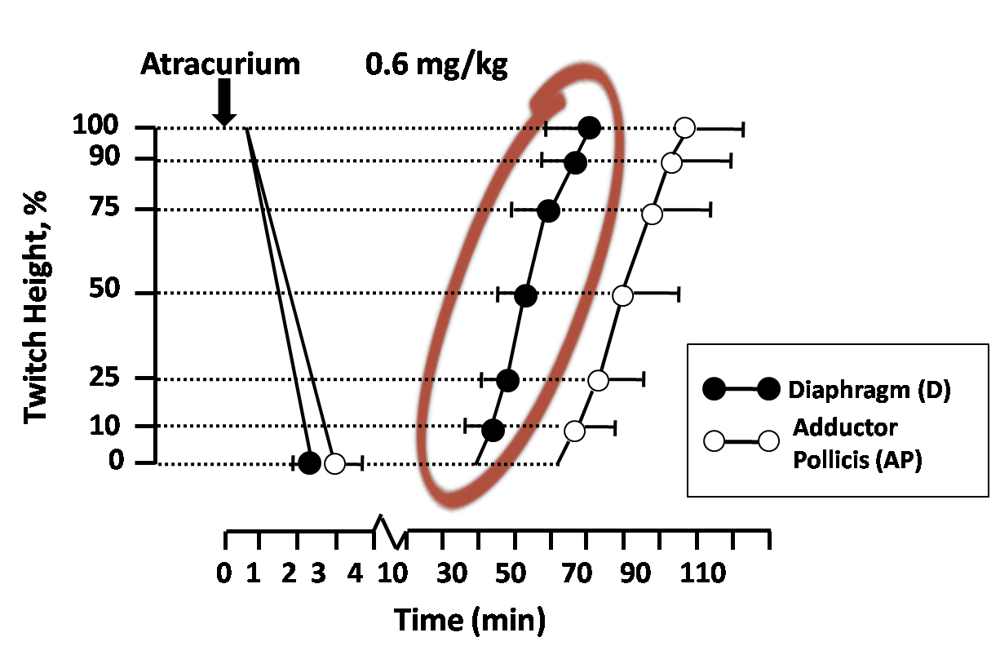 Atracurium 0.6 mg/kg
100
90
75
50
25
10
0
Twitch Height, %
Diaphragm (D)
Adductor
Pollicis (AP)
0 1 2 3 4 10 30 50 70 90 110
Time (min)